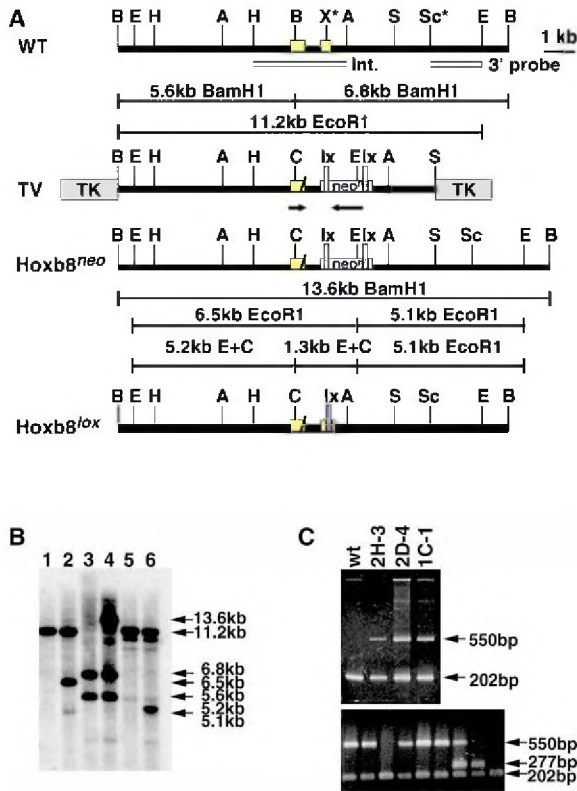 A
B E H A H B X* A S Sc* E B
WT
1 kb
Int.
3' probe
5.6kb BamH1 6.8kb BamH1
11.2kb EcoR1
B E H A H C lx E lx A S
TV TK neo TK
B E H A H C lx E lx A S Sc E B
Hoxb8neo neo
13.6kb BamH1
6.5kb EcoR1 5.1kb EcoR1
5.2kb E+C 1.3kb E+C 5.1kb EcoR1
B E H A H C lx A S Sc E B
Hoxb8lox
B
1 2 3 4 5 6
13.6kb
11.2kb
6.8kb
6.5kb
5.6kb
5.2kb
5.1kb
C
wt 2H-3 2D-4 1C-1
550bp
202bp
550bp
277bp
202bp